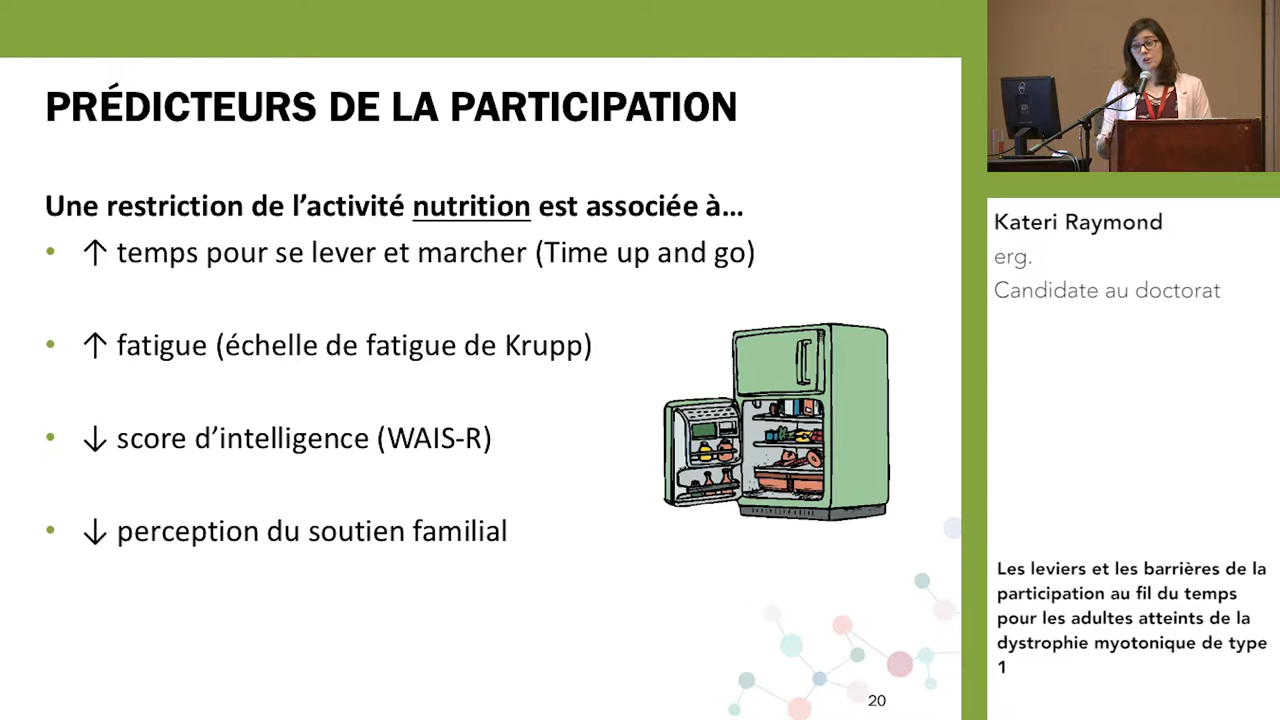 PRÉDICTEURS DE LA PARTICIPATION
Une restriction de l’activité nutrition est associée à…
• ↑ temps pour se lever et marcher (Time up and go)
• ↑ fatigue (échelle de fatigue de Krupp)
• ↓ score d’intelligence (WAIS-R)
• ↓ perception du soutien familial
20
Kateri Raymond
erg.
Candidate au doctorat
Les leviers et les barrières de la
participation au fil du temps
pour les adultes atteints de la
dystrophie myotonique de type
1